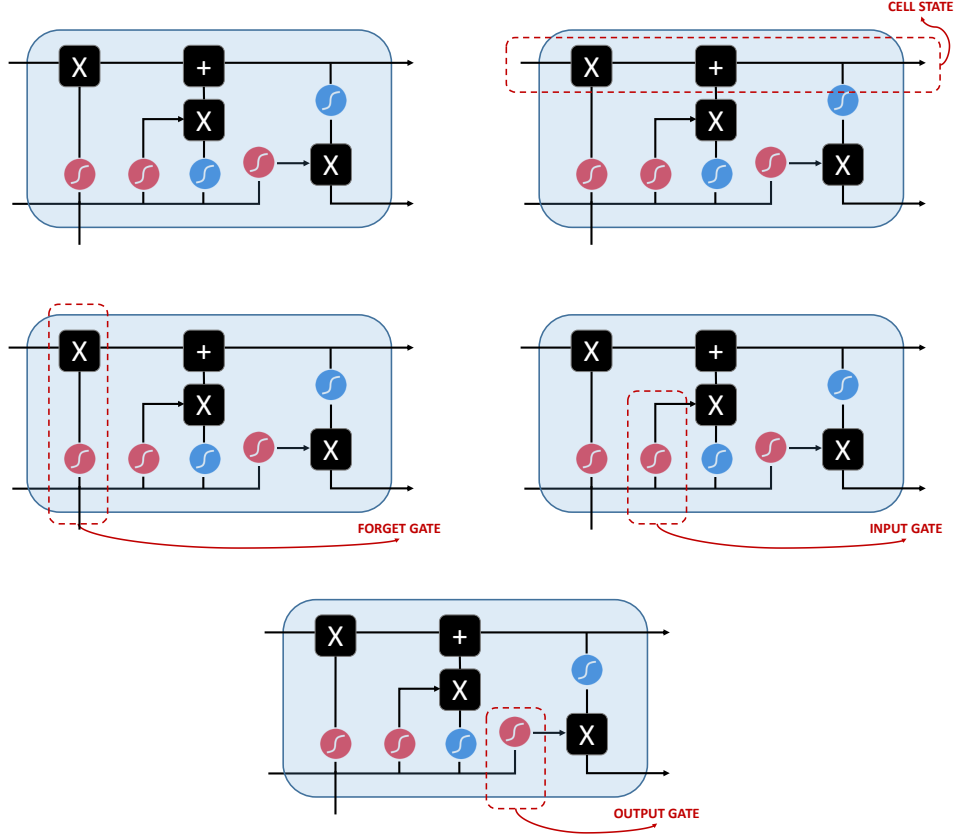 CELL STATE
X
+
X
X
X
+
X
X
X
+
X
X
FORGET GATE
X
+
X
X
INPUT GATE
X
+
X
X
OUTPUT GATE